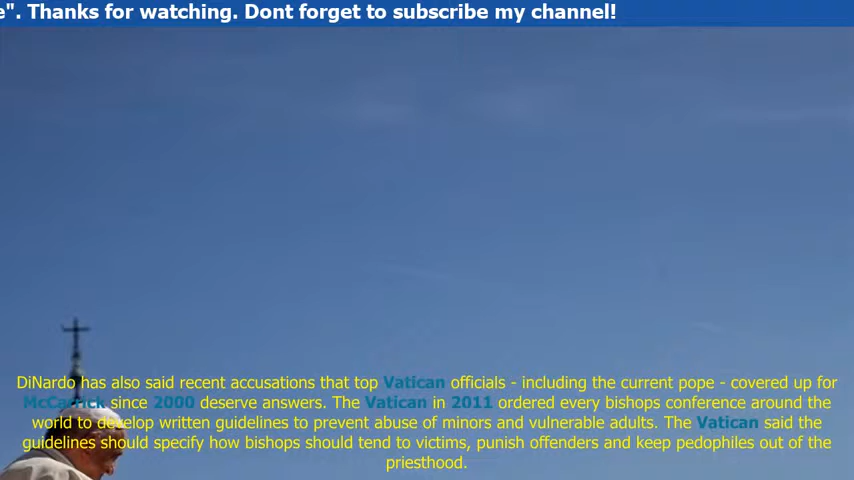 e". Thanks for watching. Dont forget to subscribe my channel!
DiNardo has also said recent accusations that top Vatican officials - including the current pope - covered up for
McCarrick since 2000 deserve answers. The Vatican in 2011 ordered every bishops conference around the
world to develop written guidelines to prevent abuse of minors and vulnerable adults. The Vatican said the
guidelines should specify how bishops should tend to victims, punish offenders and keep pedophiles out of the
priesthood.